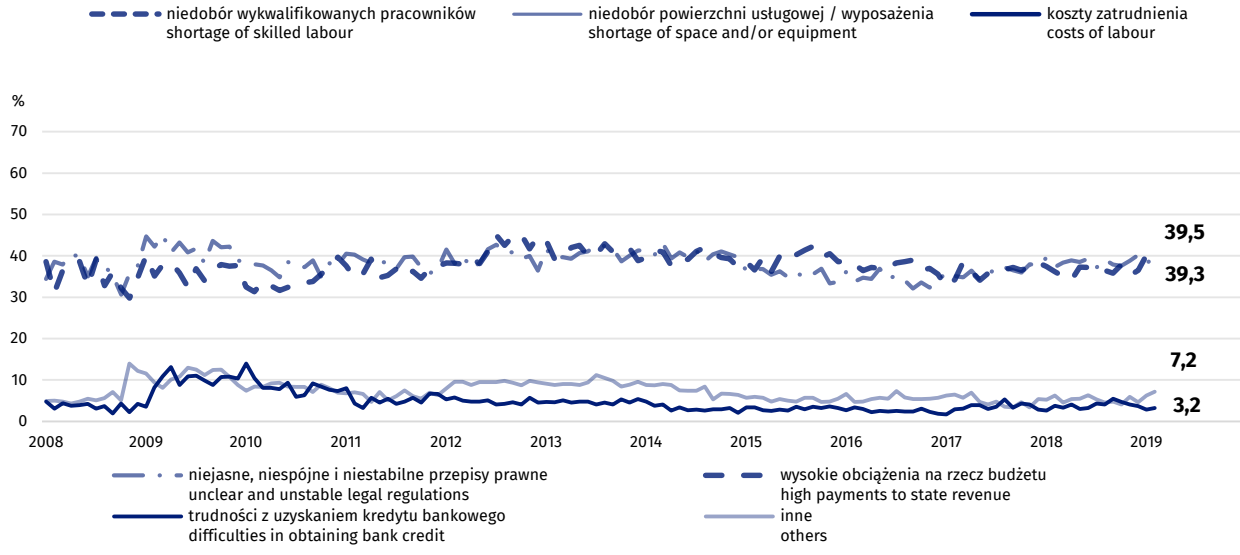 niedobór wykwalifikowanych pracowników
shortage of skilled labour
niedobór powierzchni usługowej / wyposażenia
shortage of space and/or equipment
koszty zatrudnienia
costs of labour
%
70
60
50
40
30
20
10
0
39,5
39,3
7,2
3,2
2008 2009 2010 2011 2012 2013 2014 2015 2016 2017 2018 2019
niejasne, niespójne i niestabilne przepisy prawne
unclear and unstable legal regulations
wysokie obciążenia na rzecz budżetu
high payments to state revenue
trudności z uzyskaniem kredytu bankowego
difficulties in obtaining bank credit
inne
others